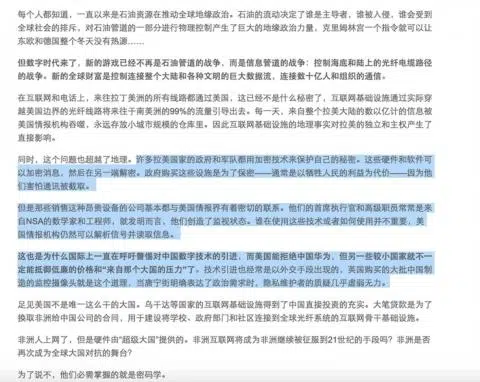 每个人都知道，一直以来是石油资源在推动全球地缘政治。石油的流动决定了谁是主导者，谁被入侵，谁会受到
全球社会的排斥，对石油管道的一部分进行物理控制产生了巨大的地缘政治力量，克里姆林宫一个指令就可以让
东欧和德国整个冬天没有热源……
但数字时代来了，新的游戏已经不再是石油管道的战争，而是信息管道的战争：控制海底和陆上的光纤电缆路径
的战争。新的全球财富是控制连接整个大陆和各种文明的巨大数据流，连接数十亿人和组织的通信。
在互联网和电话上，来往拉丁美洲的所有线路都通过美国，这已经不是什么秘密了，互联网基础设施通过实际穿
越美国边界的光纤线路将来往于南美洲的99%的流量引导出去。每一天，来自整个拉美大陆的数以亿计的信息被
美国情报机构吞噬，永远存放小城市规模的仓库里。因此互联网基础设施的地理事实对拉美的独立和主权产生了
直接影响。
同时，这个问题也超越了地理。许多拉美国家的政府和军队都用加密技术来保护自己的秘密。这些硬件和软件可
以加密消息，然后在另一端解密。政府购买这些设施是为了保密——通常是以牺牲人民的利益为代价——因为他
们害怕通讯被截取。
但是那些销售这种昂贵设备的公司基本都与美国情报界有着密切的联系。他们的首席执行官和高级职员常常是来
自NSA的数学家和工程师，就发明而言，他们创造了监视状态。谁在使用这些技术或者如何使用并不重要，美
国情报机构仍然可以解析信号并读取信息。
这也是为什么国际上一直在呼吁警惕对中国数字技术的引进，而美国能拒绝中国华为，但另一些较小国家就不一
定能抵御低廉的价格和“来自那个大国的压力”了。技术引进也经常是以外交手段出现的，美国购买的大批中国制
造的监控摄像头就是这个道理，当唐宁街明确表达了政治需求时，隐私维护者的质疑几乎虚弱无力。
足见美国不是唯一这么干的大国。乌干达等国家的互联网基础设施得到了中国直接投资的充实。大笔贷款是为了
换取非洲给中国公司的合同，用于建设将学校、政府部门和社区连接到全球光纤系统的互联网骨干基础设施。
非洲人上网了，但是硬件由“超级大国”提供的。非洲互联网将成为非洲继续被征服到21世纪的手段吗？非洲是否
再次成为全球大国对抗的舞台？
为了说不，他们必需掌握的就是密码学。